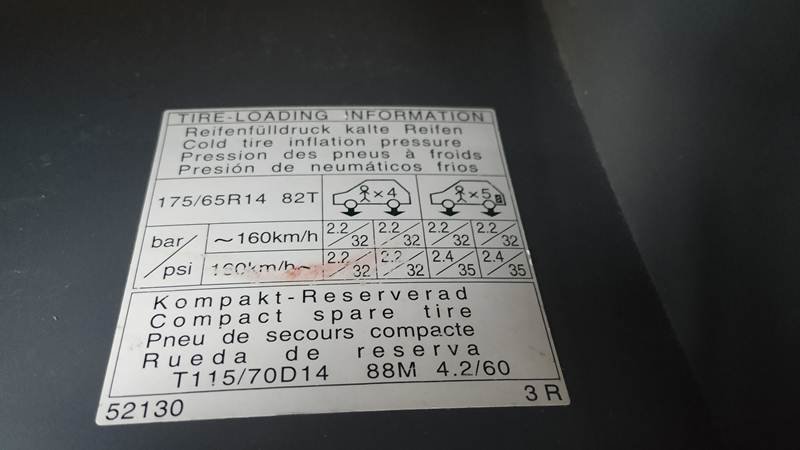 TIRE-LOADING INFORMATION
Reifenfülldruck kalte Reifen
Cold tire inflation pressure
Pression des pneus à froids
Presión de neumáticos frios
175/65R14 82T ×4 ×5
bar/psi
~160km/h 2.2/32 2.2/32 2.2/32 2.2/32
160km/h~ 2.2/32 2.2/32 2.4/35 2.4/35
Kompakt-Reserverad
Compact spare tire
Pneu de secours compacte
Rueda de reserva
T115/70D14 88M 4.2/60
52130 3 R